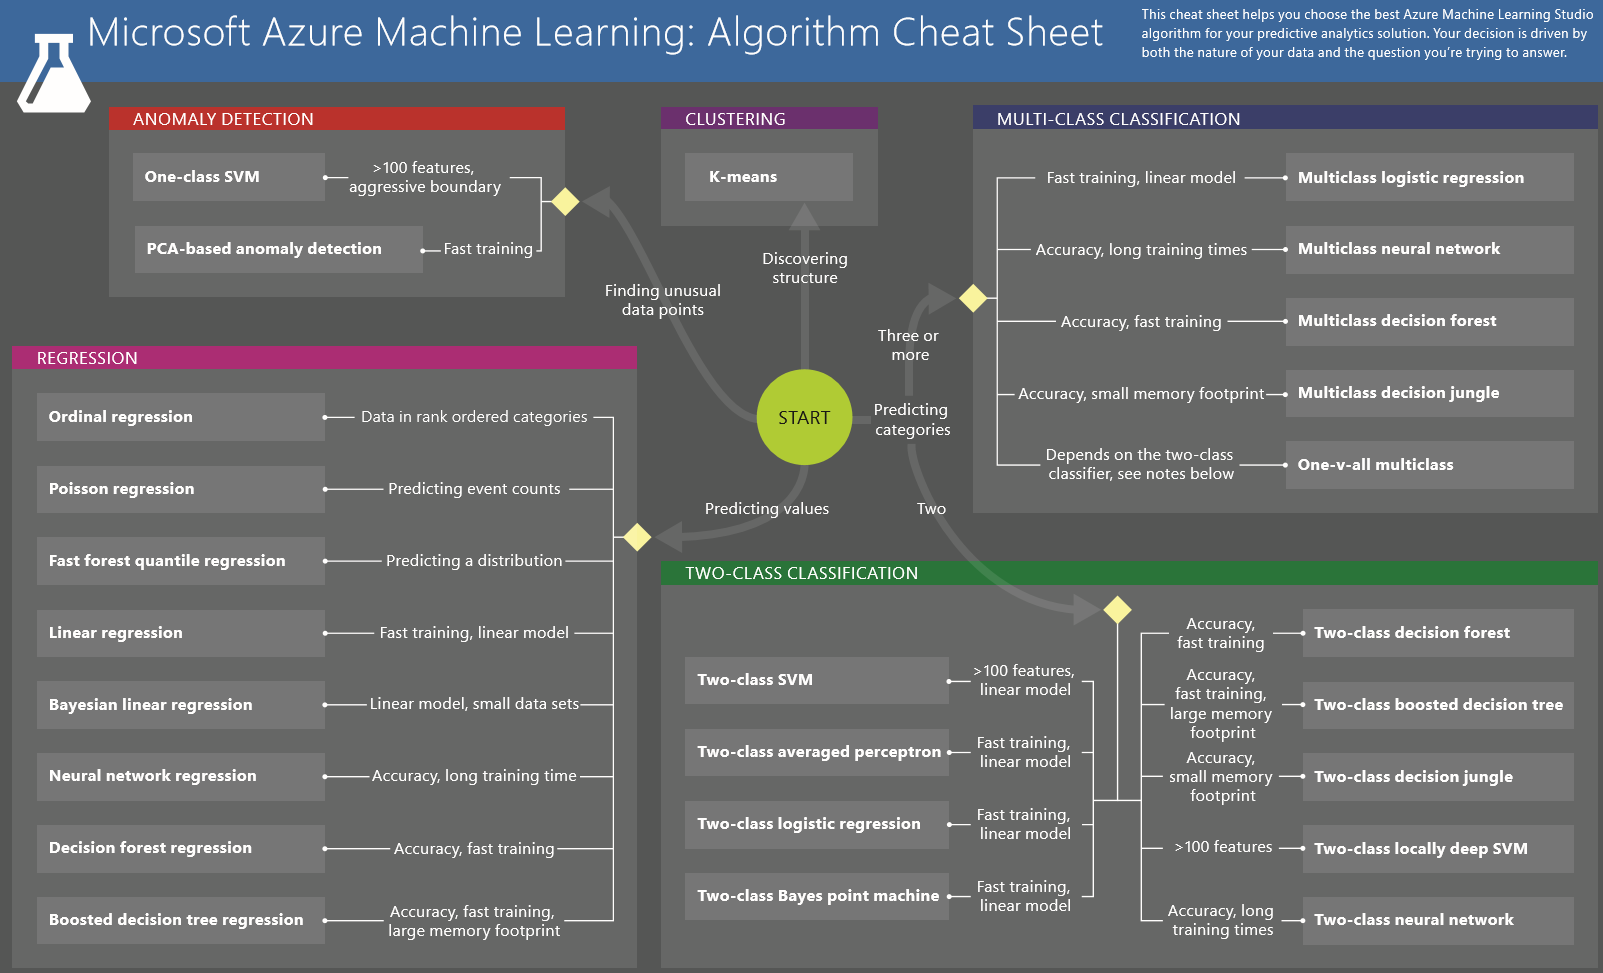 Microsoft Azure Machine Learning: Algorithm Cheat Sheet
This cheat sheet helps you choose the best Azure Machine Learning Studio
algorithm for your predictive analytics solution. Your decision is driven by
both the nature of your data and the question you're trying to answer.
ANOMALY DETECTION
One-class SVM
>100 features,
aggressive boundary
PCA-based anomaly detection
Fast training
CLUSTERING
K-means
MULTI-CLASS CLASSIFICATION
Fast training, linear model
Multiclass logistic regression
Accuracy, long training times
Multiclass neural network
Accuracy, fast training
Multiclass decision forest
Accuracy, small memory footprint
Multiclass decision jungle
Depends on the two-class
classifier, see notes below
One-v-all multiclass
Finding unusual
data points
Discovering
structure
Three or
more
START
Predicting
categories
Predicting values
Two
REGRESSION
Ordinal regression
Data in rank ordered categories
Poisson regression
Predicting event counts
Fast forest quantile regression
Predicting a distribution
Linear regression
Fast training, linear model
Bayesian linear regression
Linear model, small data sets
Neural network regression
Accuracy, long training time
Decision forest regression
Accuracy, fast training
Boosted decision tree regression
Accuracy, fast training,
large memory footprint
TWO-CLASS CLASSIFICATION
Two-class SVM
>100 features,
linear model
Two-class averaged perceptron
Fast training,
linear model
Two-class logistic regression
Fast training,
linear model
Two-class Bayes point machine
Fast training,
linear model
Accuracy,
fast training
Two-class decision forest
Accuracy,
fast training,
large memory
footprint
Two-class boosted decision tree
Accuracy,
small memory
footprint
Two-class decision jungle
>100 features
Two-class locally deep SVM
Accuracy, long
training times
Two-class neural network